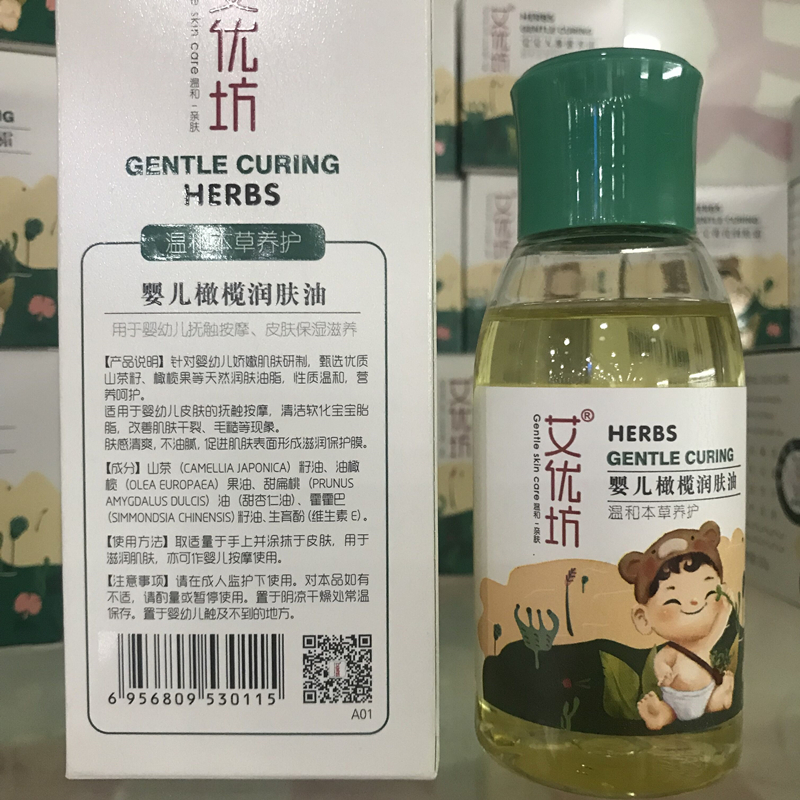 艾优坊
Gentle skin care 温和 | 亲肤
GENTLE CURING
HERBS
温和本草养护
婴儿橄榄润肤油
用于婴幼儿抚触按摩、皮肤保湿滋养
【产品说明】针对婴幼儿娇嫩肌肤研制,甄选优质
山茶籽、橄榄果等天然润肤油脂,性质温和,营
养呵护。
适用于婴幼儿皮肤的抚触按摩,清洁软化宝宝胎
脂,改善肌肤干裂、毛糙等现象。
肤感清爽,不油腻,促进肌肤表面形成滋润保护膜。
【成分】山茶(CAMELLIA JAPONICA)籽油、油橄
榄(OLEA EUROPAEA)果油、甜扁桃(PRUNUS
AMYGDALUS DULCIS)油(甜杏仁油)、霍霍巴
(SIMMONDSIA CHINENSIS)籽油、生育酚(维生素E)。
【使用方法】取适量于手上并涂抹于皮肤,用于
滋润肌肤,亦可作婴儿按摩使用。
【注意事项】请在成人监护下使用。对本品如有
不适,请酌量或暂停使用。置于阴凉干燥处常温
保存。置于婴幼儿触及不到的地方。
6 956809 530115
A01
艾优坊®
Gentle skin care 温和 | 亲肤
HERBS
GENTLE CURING
婴儿橄榄润肤油
温和本草养护
HERBS
GENTLE CURING